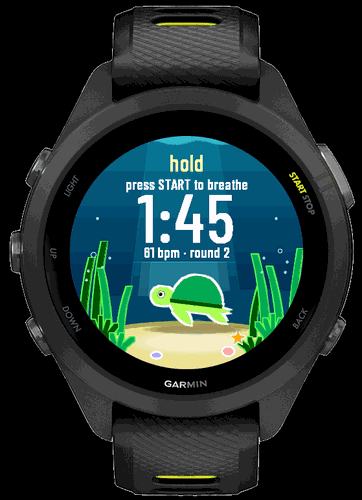 hold
press START to breathe
1:45
61 bpm · round 2
LIGHT
START STOP
UP
DOWN
BACK
GARMIN